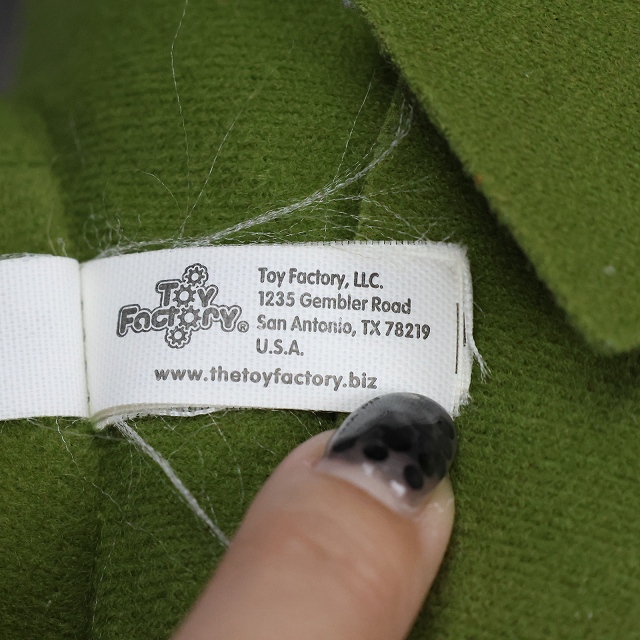 Toy
Factory®
Toy Factory, LLC.
1235 Gembler Road
San Antonio, TX 78219
U.S.A.
www.thetoyfactory.biz